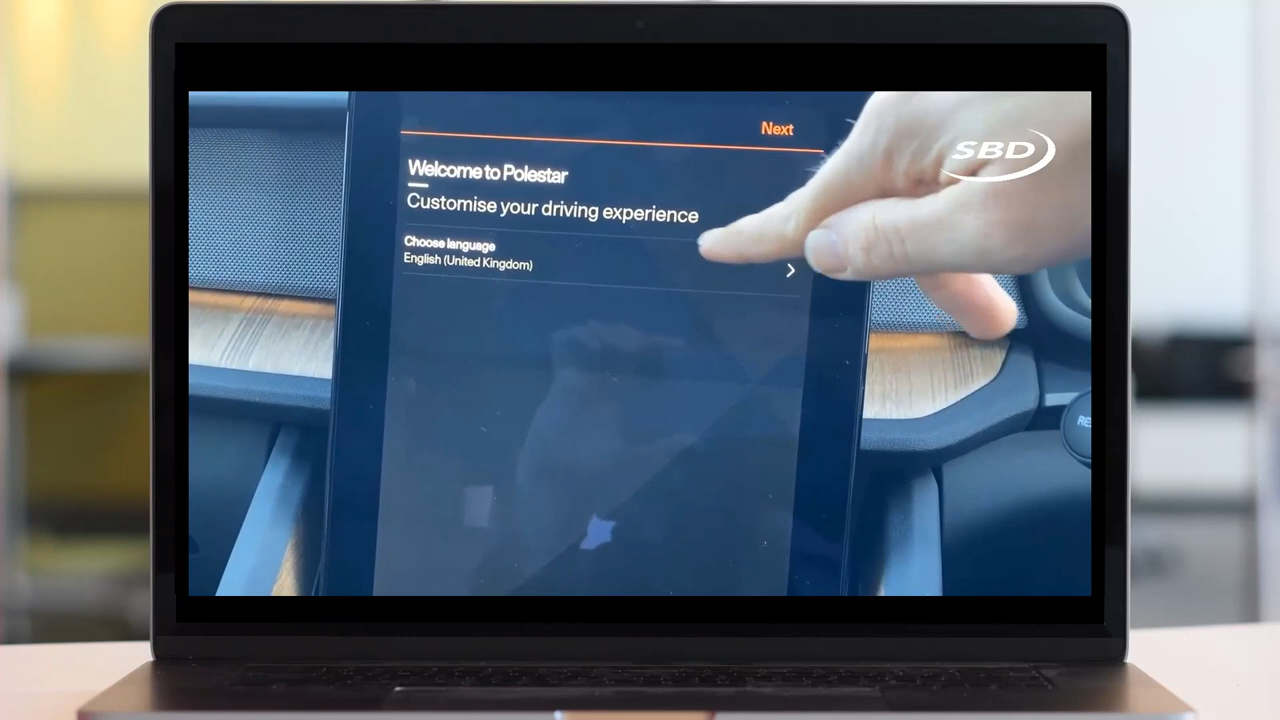 Next
SBD
Welcome to Polestar
Customise your driving experience
Choose language
English (United Kingdom)